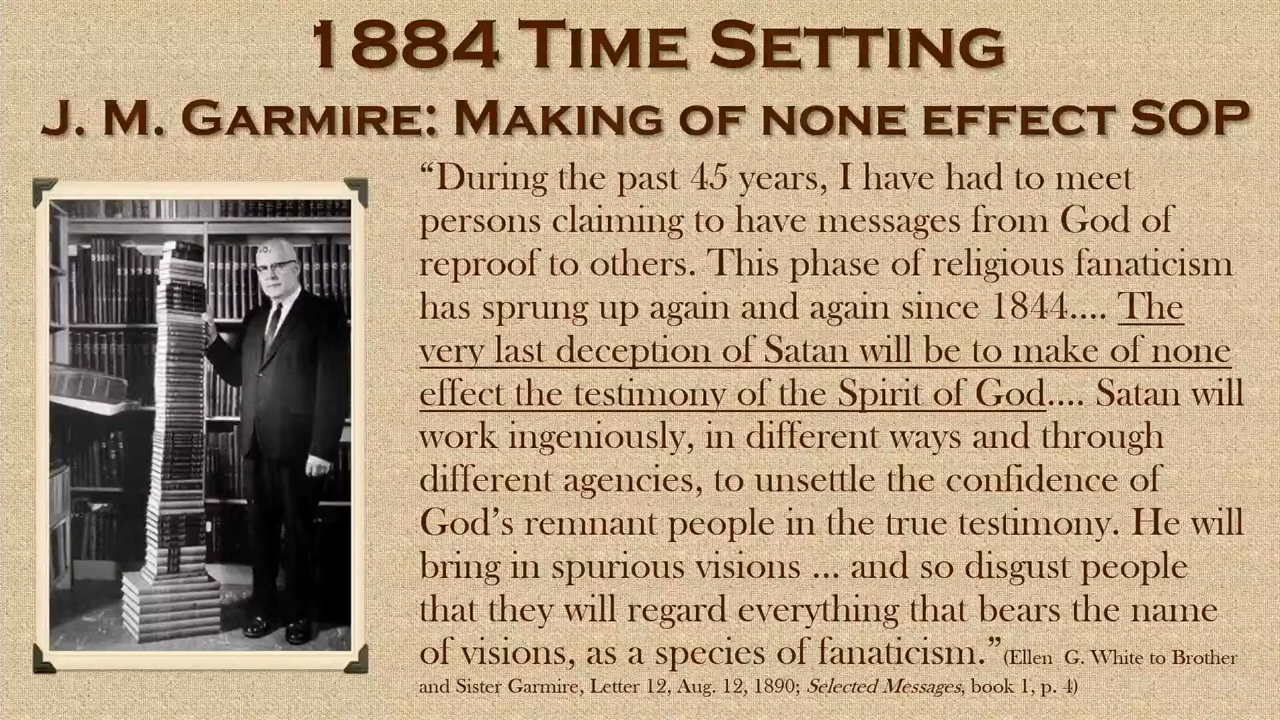 1884 Time Setting
J. M. Garmire: Making of none effect SOP
“During the past 45 years, I have had to meet
persons claiming to have messages from God of
reproof to others. This phase of religious fanaticism
has sprung up again and again since 1844.... The
very last deception of Satan will be to make of none
effect the testimony of the Spirit of God.... Satan will
work ingeniously, in different ways and through
different agencies, to unsettle the confidence of
God’s remnant people in the true testimony. He will
bring in spurious visions ... and so disgust people
that they will regard everything that bears the name
of visions, as a species of fanaticism.”(Ellen G. White to Brother
and Sister Garmire, Letter 12, Aug. 12, 1890; Selected Messages, book 1, p. 4)